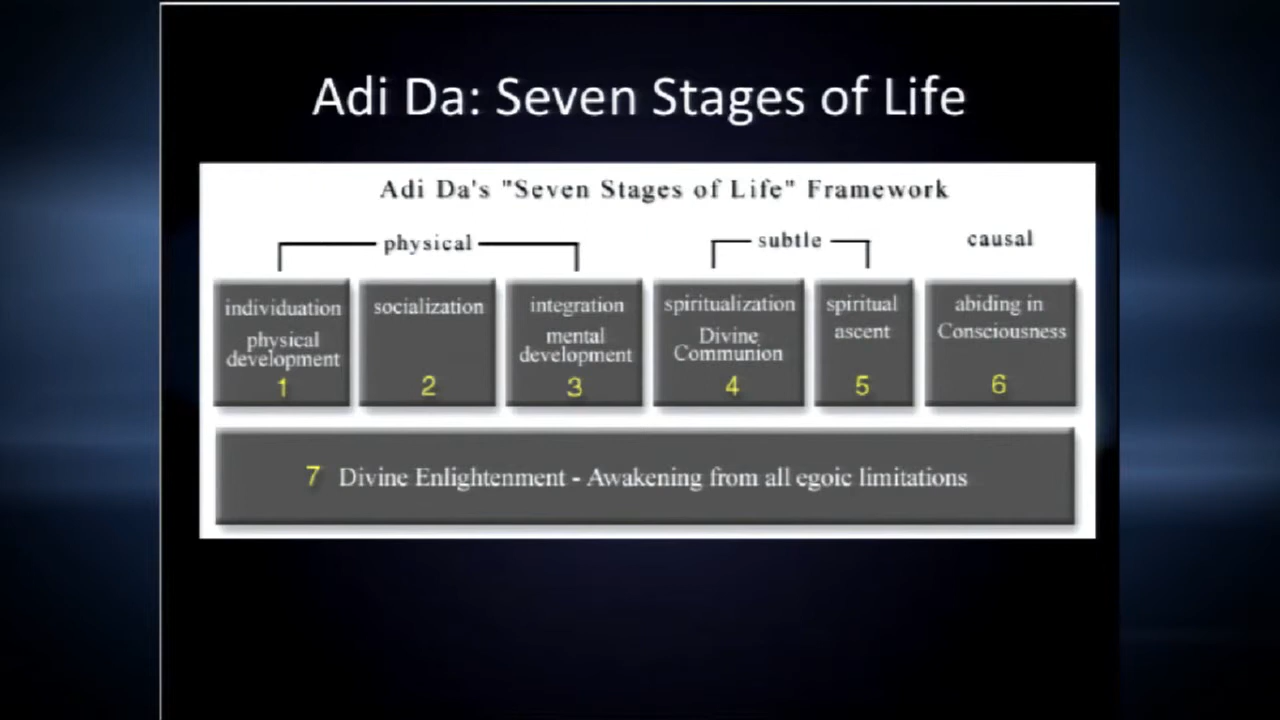 Adi Da: Seven Stages of Life
Adi Da's "Seven Stages of Life" Framework
physical
subtle
causal
individuation
physical
development
1
socialization
2
integration
mental
development
3
spiritualization
Divine
Communion
4
spiritual
ascent
5
abiding in
Consciousness
6
7 Divine Enlightenment - Awakening from all egoic limitations